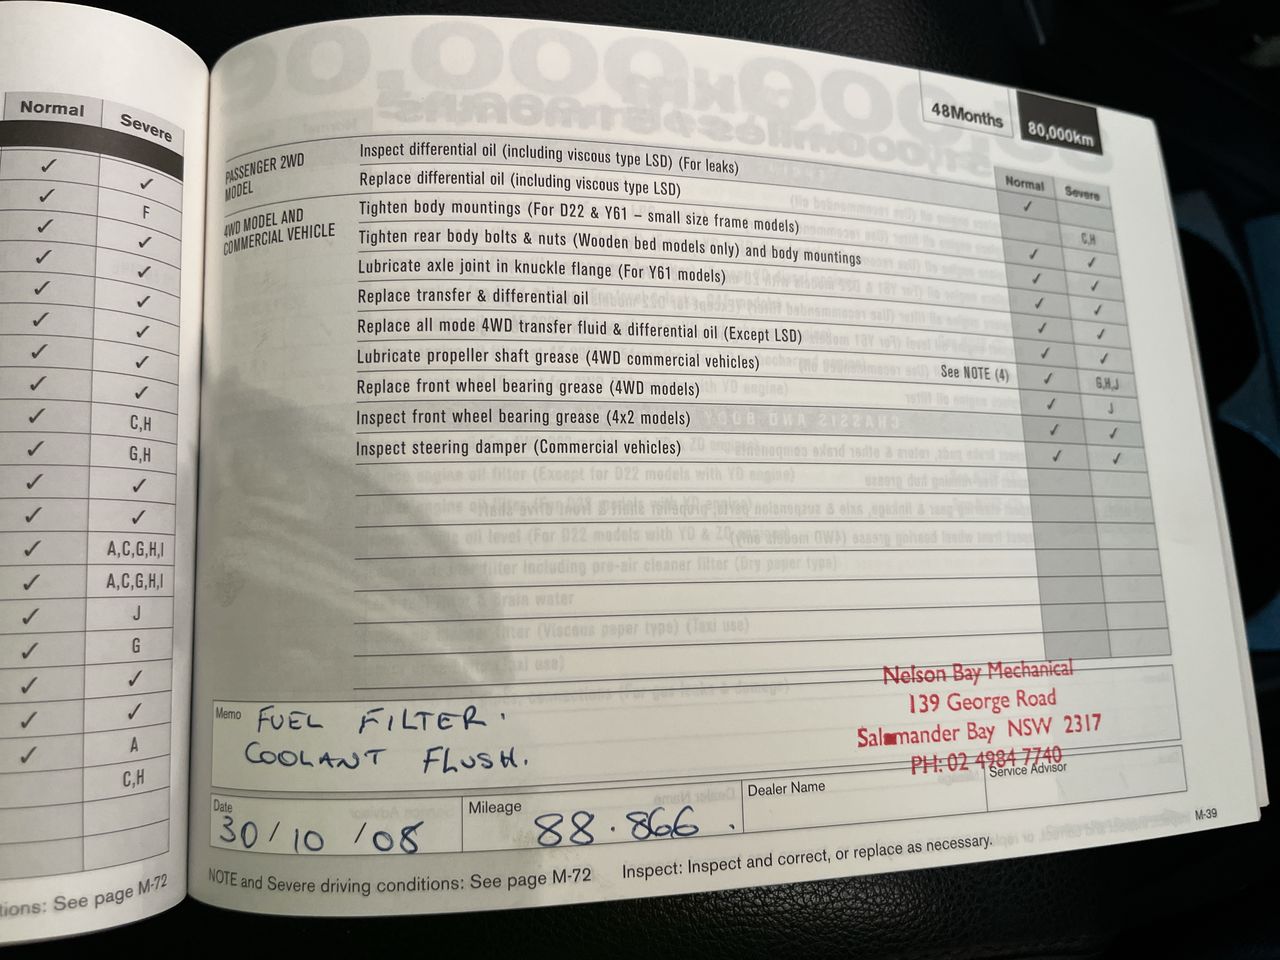 Normal Severe
✓ ✓
✓ F
✓ ✓
✓ ✓
✓ ✓
✓ ✓
✓ ✓
✓ ✓
✓ C,H
✓ G,H
✓ ✓
✓ ✓
✓ A,C,G,H,I
✓ A,C,G,H,I
✓ J
✓ G
✓ ✓
✓ ✓
✓ A
C,H
tions: See page M-72
48Months 80,000km
Normal Severe
PASSENGER 2WD MODEL
Inspect differential oil (including viscous type LSD) (For leaks) ✓
Replace differential oil (including viscous type LSD) C,H
4WD MODEL AND COMMERCIAL VEHICLE
Tighten body mountings (For D22 & Y61 – small size frame models) ✓ ✓
Tighten rear body bolts & nuts (Wooden bed models only) and body mountings ✓ ✓
Lubricate axle joint in knuckle flange (For Y61 models) ✓ ✓
Replace transfer & differential oil ✓ ✓
Replace all mode 4WD transfer fluid & differential oil (Except LSD) ✓ ✓
Lubricate propeller shaft grease (4WD commercial vehicles) See NOTE (4) ✓ G,H,J
Replace front wheel bearing grease (4WD models) ✓ J
Inspect front wheel bearing grease (4x2 models) ✓ ✓
Inspect steering damper (Commercial vehicles) ✓ ✓
Memo FUEL FILTER.
COOLANT FLUSH.
Nelson Bay Mechanical
139 George Road
Salamander Bay NSW 2317
PH: 02 4984 7740
Date 30/10/08
Mileage 88.866.
Dealer Name
Service Advisor
NOTE and Severe driving conditions: See page M-72 Inspect: Inspect and correct, or replace as necessary.
M-39